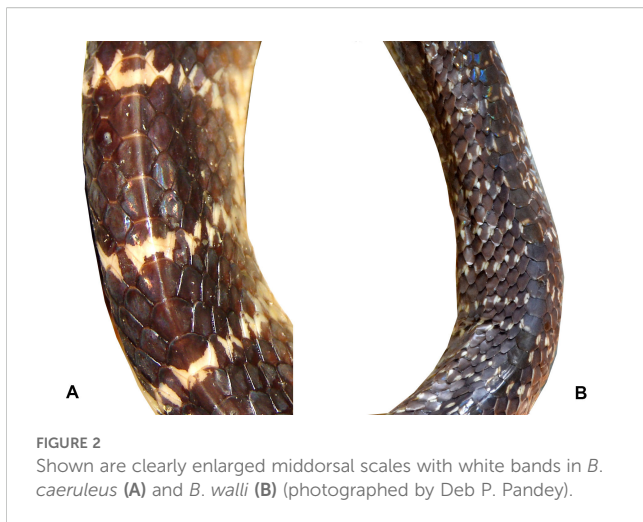 A
B
FIGURE 2
Shown are clearly enlarged middorsal scales with white bands in B.
caeruleus (A) and B. walli (B) (photographed by Deb P. Pandey).